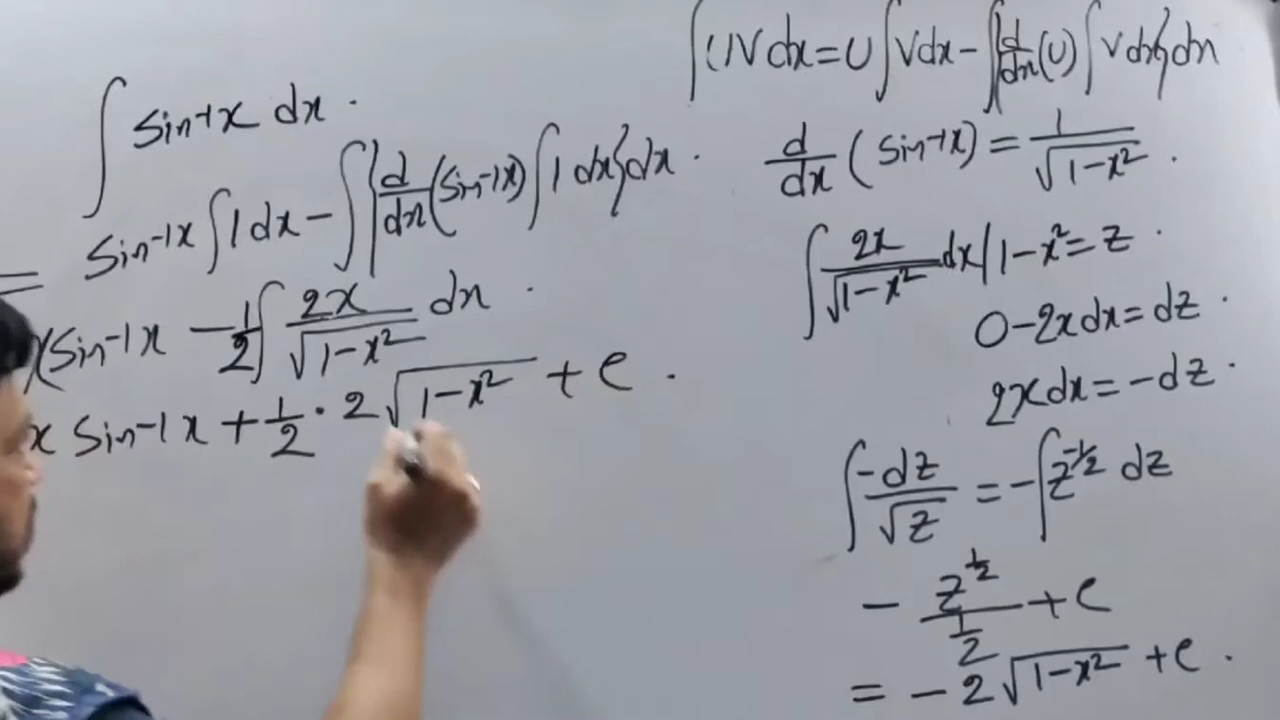 ∫ sin⁻¹x dx .
= sin⁻¹x ∫ 1 dx − ∫ { d/dx (sin⁻¹x) ∫ 1 dx } dx .
x sin⁻¹x − 1/2 ∫ 2x/√(1−x²) dx .
x sin⁻¹x + 1/2 · 2√(1−x²) + c .
∫ UV dx = U ∫ V dx − ∫ { d/dx (U) ∫ V dx } dx
d/dx ( sin⁻¹x ) = 1/√(1−x²) .
∫ 2x/√(1−x²) dx | 1−x² = z .
0 − 2x dx = dz .
2x dx = −dz .
∫ −dz/√z = − ∫ z^(-1/2) dz
− z^(1/2)/(1/2) + c
= − 2√(1−x²) + c .